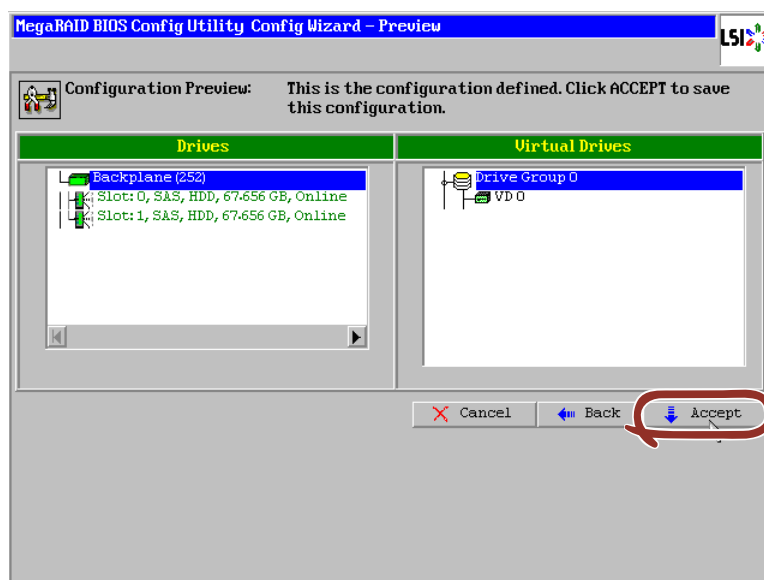 MegaRAID BIOS Config Utility Config Wizard – Preview
LSI
Configuration Preview:
This is the configuration defined. Click ACCEPT to save
this configuration.
Drives
Backplane (252)
Slot: 0, SAS, HDD, 67.656 GB, Online
Slot: 1, SAS, HDD, 67.656 GB, Online
Virtual Drives
Drive Group 0
VD 0
Cancel
Back
Accept